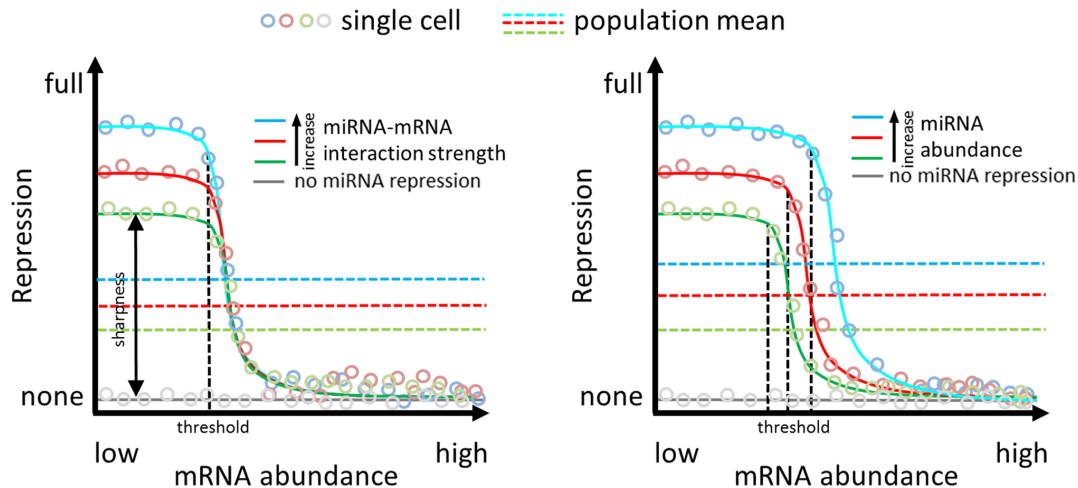 single cell
population mean
full
Repression
none
miRNA-mRNA
interaction strength
no miRNA repression
increase
sharpness
threshold
low
high
mRNA abundance
full
Repression
none
miRNA
abundance
no miRNA repression
increase
threshold
low
high
mRNA abundance